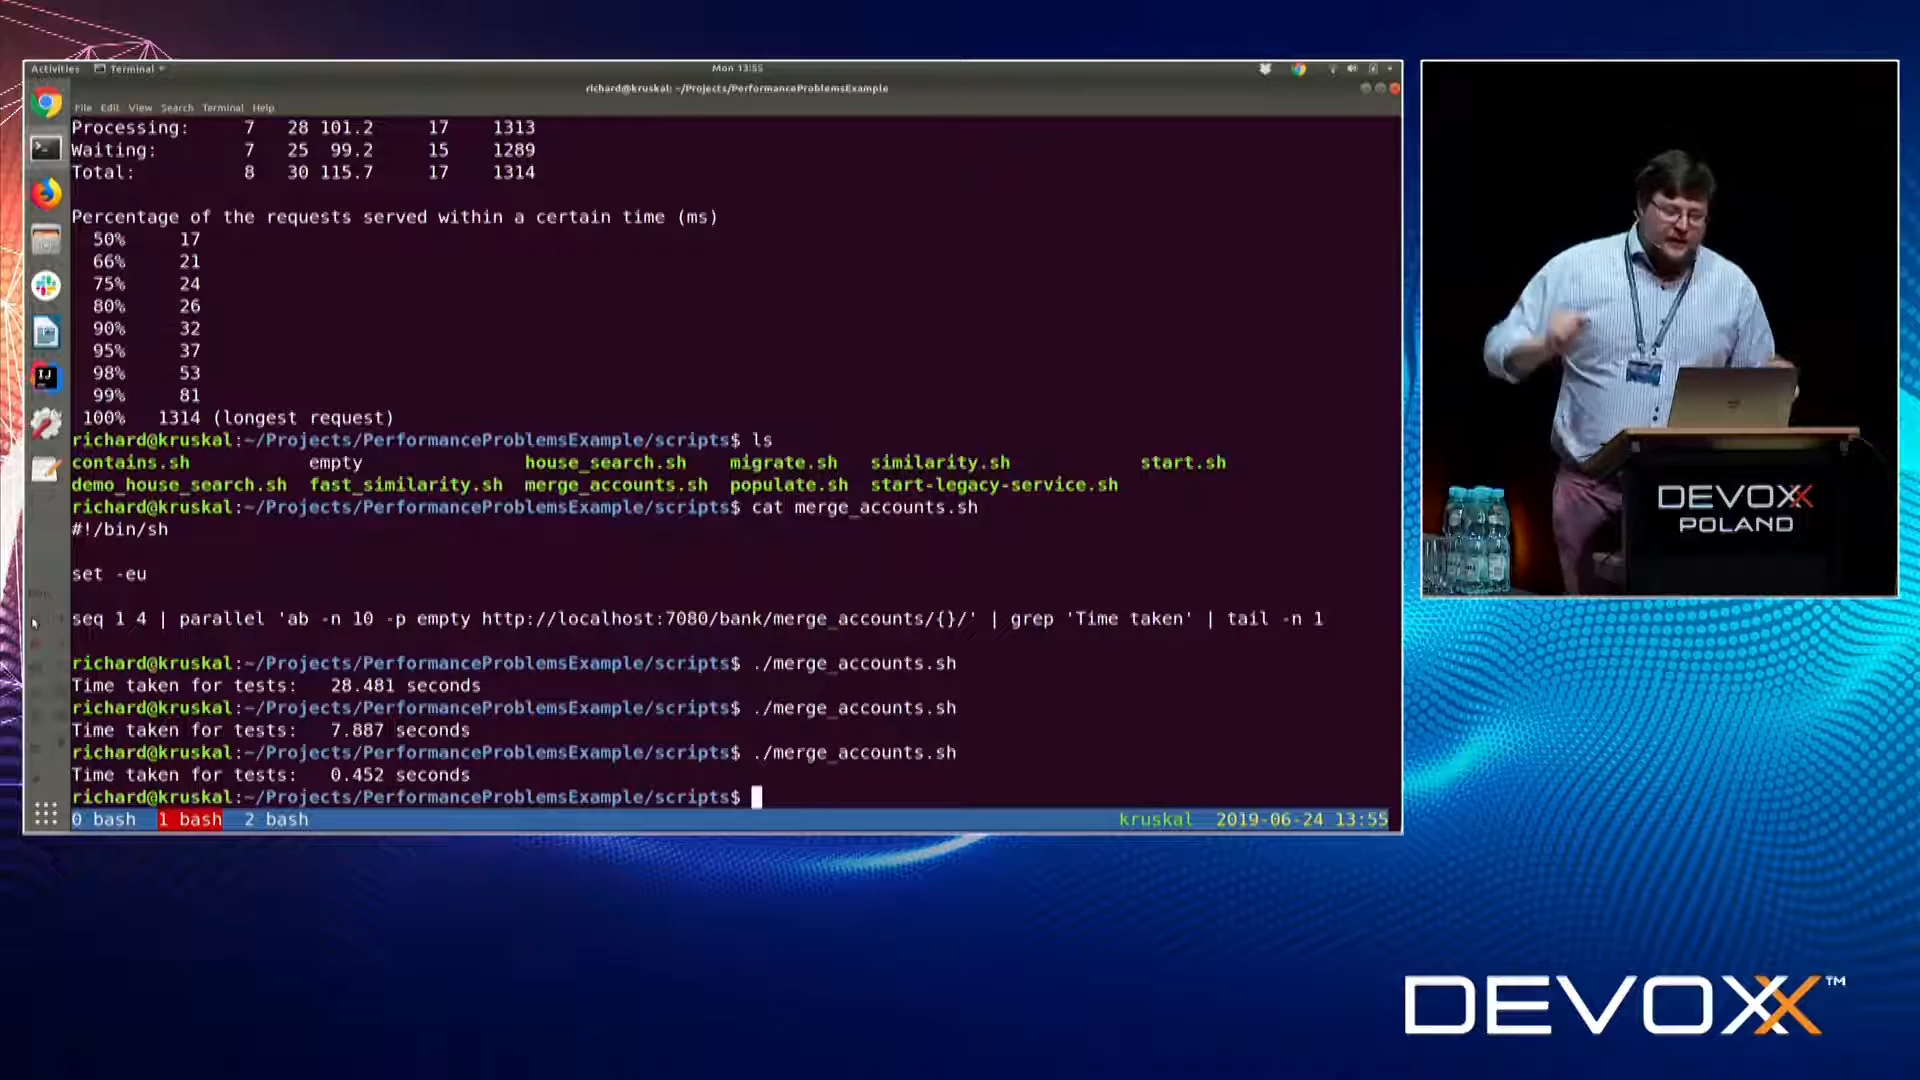 Activities Terminal Mon 13:55
richard@kruskal: ~/Projects/PerformanceProblemsExample
File Edit View Search Terminal Help
Processing: 7 28 101.2 17 1313
Waiting: 7 25 99.2 15 1289
Total: 8 30 115.7 17 1314
Percentage of the requests served within a certain time (ms)
50% 17
66% 21
75% 24
80% 26
90% 32
95% 37
98% 53
99% 81
100% 1314 (longest request)
richard@kruskal:~/Projects/PerformanceProblemsExample/scripts$ ls
contains.sh empty house_search.sh migrate.sh similarity.sh start.sh
demo_house_search.sh fast_similarity.sh merge_accounts.sh populate.sh start-legacy-service.sh
richard@kruskal:~/Projects/PerformanceProblemsExample/scripts$ cat merge_accounts.sh
#!/bin/sh
set -eu
seq 1 4 | parallel 'ab -n 10 -p empty http://localhost:7080/bank/merge_accounts/{}/' | grep 'Time taken' | tail -n 1
richard@kruskal:~/Projects/PerformanceProblemsExample/scripts$ ./merge_accounts.sh
Time taken for tests: 28.481 seconds
richard@kruskal:~/Projects/PerformanceProblemsExample/scripts$ ./merge_accounts.sh
Time taken for tests: 7.887 seconds
richard@kruskal:~/Projects/PerformanceProblemsExample/scripts$ ./merge_accounts.sh
Time taken for tests: 0.452 seconds
richard@kruskal:~/Projects/PerformanceProblemsExample/scripts$
0 bash 1 bash 2 bash kruskal 2019-06-24 13:55
IJ
DEVOXX
POLAND
DEVOXX™